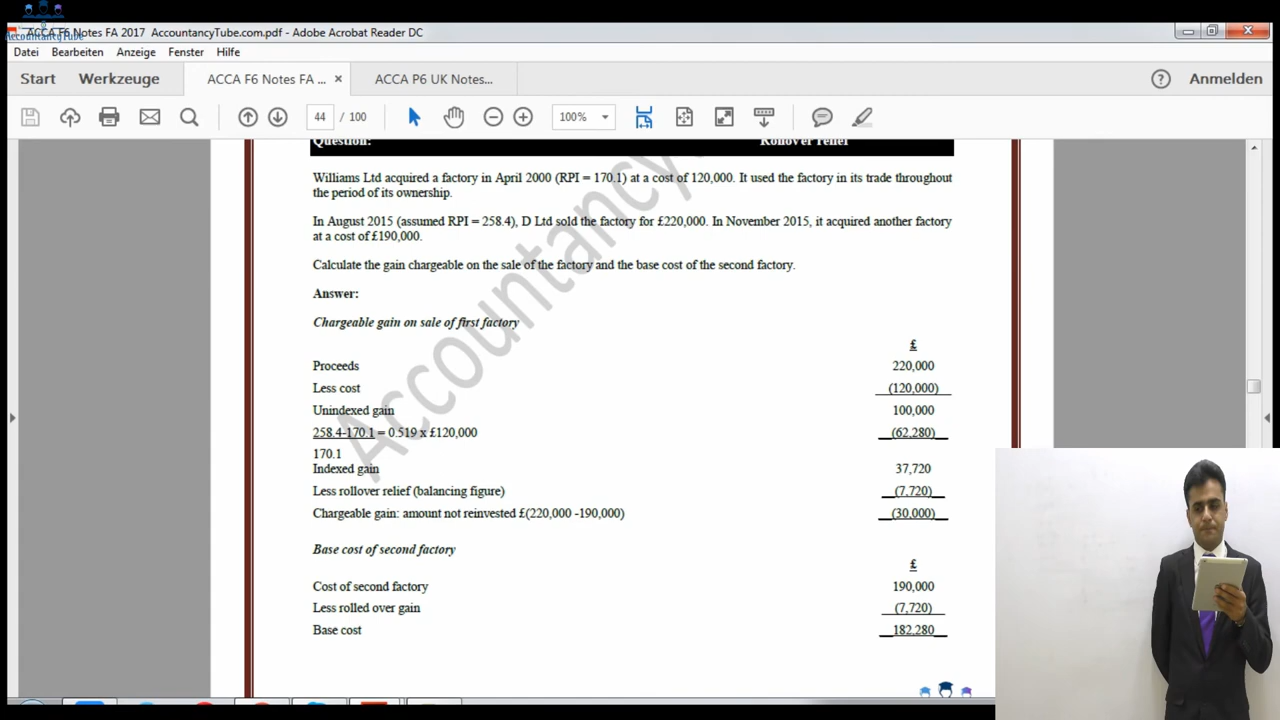 ACCA F6 Notes FA 2017 AccountancyTube.com.pdf - Adobe Acrobat Reader DC
Datei Bearbeiten Anzeige Fenster Hilfe
Start Werkzeuge ACCA F6 Notes FA ... × ACCA P6 UK Notes... ? Anmelden
44 / 100 100%
Question: Rollover relief
Williams Ltd acquired a factory in April 2000 (RPI = 170.1) at a cost of 120,000. It used the factory in its trade throughout
the period of its ownership.
In August 2015 (assumed RPI = 258.4), D Ltd sold the factory for £220,000. In November 2015, it acquired another factory
at a cost of £190,000.
Calculate the gain chargeable on the sale of the factory and the base cost of the second factory.
Answer:
Chargeable gain on sale of first factory
£
Proceeds 220,000
Less cost (120,000)
Unindexed gain 100,000
258.4-170.1 = 0.519 x £120,000 (62,280)
170.1
Indexed gain 37,720
Less rollover relief (balancing figure) (7,720)
Chargeable gain: amount not reinvested £(220,000 -190,000) (30,000)
Base cost of second factory
£
Cost of second factory 190,000
Less rolled over gain (7,720)
Base cost 182,280
Accountancy